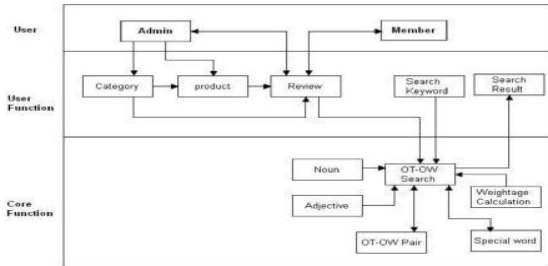 User
Admin
Member
User
Function
Category
product
Review
Search
Keyword
Search
Result
Core
Function
Noun
Adjective
OT-OW
Search
Weightage
Calculation
OT-OW Pair
Special word